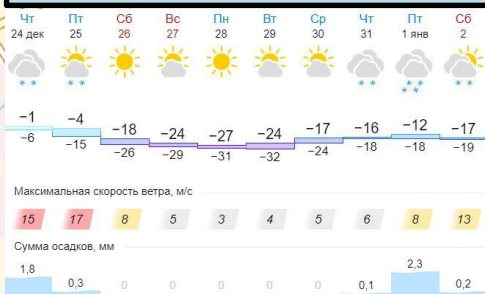 Чт Пт Сб Вс Пн Вт Ср Чт Пт Сб
24 дек 25 26 27 28 29 30 31 1 янв 2
−1 −4 −18 −24 −27 −24 −17 −16 −12 −17
−6 −15 −26 −29 −31 −32 −24 −18 −18 −19
Максимальная скорость ветра, м/с
15 17 8 5 3 4 5 6 8 13
Сумма осадков, мм
1,8 0,3 0 0 0 0 0 0,1 2,3 0,2